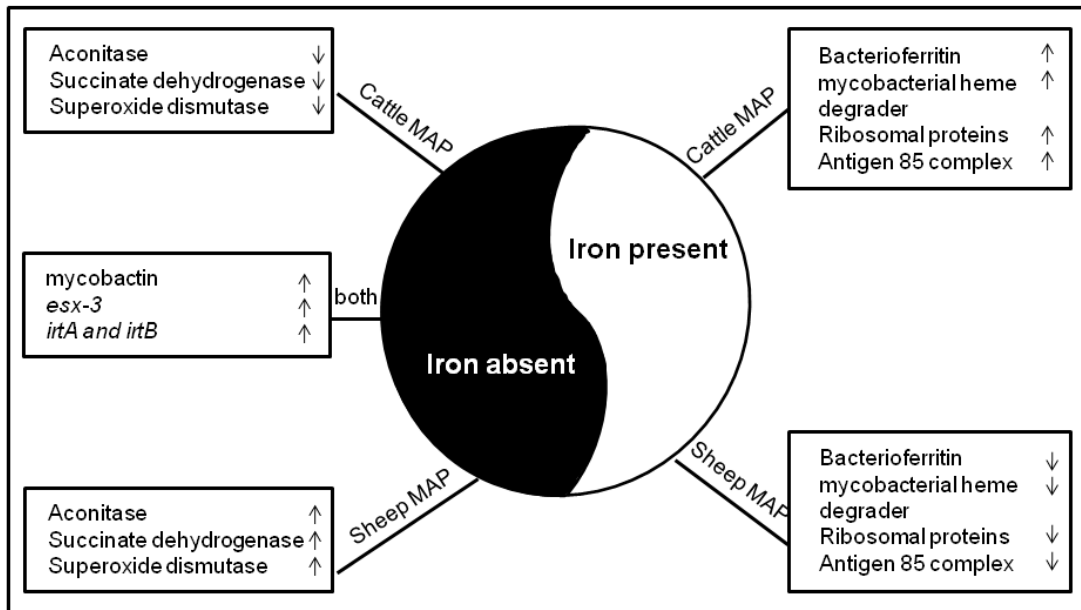 Aconitase ↓
Succinate dehydrogenase ↓
Superoxide dismutase ↓
Cattle MAP
Cattle MAP
Bacterioferritin ↑
mycobacterial heme ↑
degrader
Ribosomal proteins ↑
Antigen 85 complex ↑
Iron present
mycobactin ↑
esx-3 ↑
irtA and irtB ↑
both
Iron absent
Aconitase ↑
Succinate dehydrogenase ↑
Superoxide dismutase ↑
Sheep MAP
Sheep MAP
Bacterioferritin ↓
mycobacterial heme ↓
degrader
Ribosomal proteins ↓
Antigen 85 complex ↓